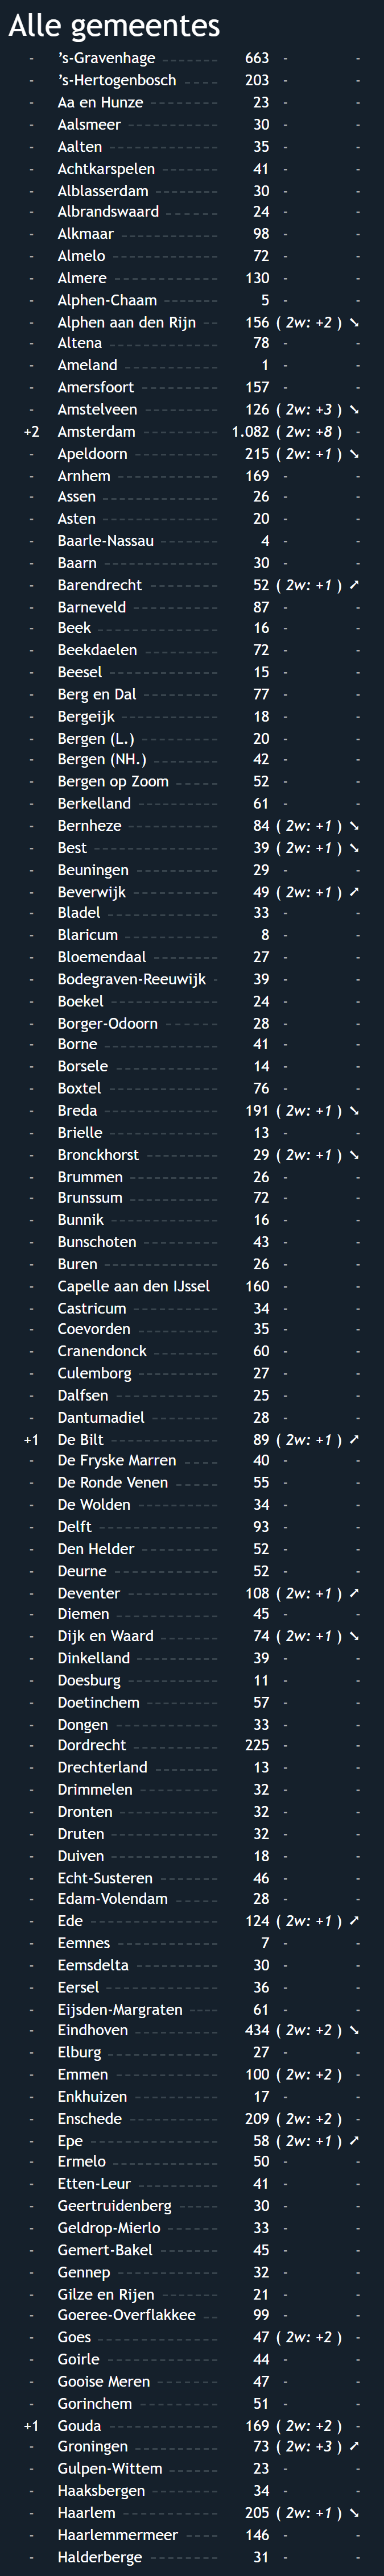 Alle gemeentes
- ’s-Gravenhage 663 - -
- ’s-Hertogenbosch 203 - -
- Aa en Hunze 23 - -
- Aalsmeer 30 - -
- Aalten 35 - -
- Achtkarspelen 41 - -
- Alblasserdam 30 - -
- Albrandswaard 24 - -
- Alkmaar 98 - -
- Almelo 72 - -
- Almere 130 - -
- Alphen-Chaam 5 - -
- Alphen aan den Rijn 156 ( 2w: +2 ) ↘
- Altena 78 - -
- Ameland 1 - -
- Amersfoort 157 - -
- Amstelveen 126 ( 2w: +3 ) ↘
+2 Amsterdam 1.082 ( 2w: +8 ) -
- Apeldoorn 215 ( 2w: +1 ) ↘
- Arnhem 169 - -
- Assen 26 - -
- Asten 20 - -
- Baarle-Nassau 4 - -
- Baarn 30 - -
- Barendrecht 52 ( 2w: +1 ) ↗
- Barneveld 87 - -
- Beek 16 - -
- Beekdaelen 72 - -
- Beesel 15 - -
- Berg en Dal 77 - -
- Bergeijk 18 - -
- Bergen (L.) 20 - -
- Bergen (NH.) 42 - -
- Bergen op Zoom 52 - -
- Berkelland 61 - -
- Bernheze 84 ( 2w: +1 ) ↘
- Best 39 ( 2w: +1 ) ↘
- Beuningen 29 - -
- Beverwijk 49 ( 2w: +1 ) ↗
- Bladel 33 - -
- Blaricum 8 - -
- Bloemendaal 27 - -
- Bodegraven-Reeuwijk 39 - -
- Boekel 24 - -
- Borger-Odoorn 28 - -
- Borne 41 - -
- Borsele 14 - -
- Boxtel 76 - -
- Breda 191 ( 2w: +1 ) ↘
- Brielle 13 - -
- Bronckhorst 29 ( 2w: +1 ) ↘
- Brummen 26 - -
- Brunssum 72 - -
- Bunnik 16 - -
- Bunschoten 43 - -
- Buren 26 - -
- Capelle aan den IJssel 160 - -
- Castricum 34 - -
- Coevorden 35 - -
- Cranendonck 60 - -
- Culemborg 27 - -
- Dalfsen 25 - -
- Dantumadiel 28 - -
+1 De Bilt 89 ( 2w: +1 ) ↗
- De Fryske Marren 40 - -
- De Ronde Venen 55 - -
- De Wolden 34 - -
- Delft 93 - -
- Den Helder 52 - -
- Deurne 52 - -
- Deventer 108 ( 2w: +1 ) ↗
- Diemen 45 - -
- Dijk en Waard 74 ( 2w: +1 ) ↘
- Dinkelland 39 - -
- Doesburg 11 - -
- Doetinchem 57 - -
- Dongen 33 - -
- Dordrecht 225 - -
- Drechterland 13 - -
- Drimmelen 32 - -
- Dronten 32 - -
- Druten 32 - -
- Duiven 18 - -
- Echt-Susteren 46 - -
- Edam-Volendam 28 - -
- Ede 124 ( 2w: +1 ) ↗
- Eemnes 7 - -
- Eemsdelta 30 - -
- Eersel 36 - -
- Eijsden-Margraten 61 - -
- Eindhoven 434 ( 2w: +2 ) ↘
- Elburg 27 - -
- Emmen 100 ( 2w: +2 ) -
- Enkhuizen 17 - -
- Enschede 209 ( 2w: +2 ) -
- Epe 58 ( 2w: +1 ) ↗
- Ermelo 50 - -
- Etten-Leur 41 - -
- Geertruidenberg 30 - -
- Geldrop-Mierlo 33 - -
- Gemert-Bakel 45 - -
- Gennep 32 - -
- Gilze en Rijen 21 - -
- Goeree-Overflakkee 99 - -
- Goes 47 ( 2w: +2 ) -
- Goirle 44 - -
- Gooise Meren 47 - -
- Gorinchem 51 - -
+1 Gouda 169 ( 2w: +2 ) -
- Groningen 73 ( 2w: +3 ) ↗
- Gulpen-Wittem 23 - -
- Haaksbergen 34 - -
- Haarlem 205 ( 2w: +1 ) ↘
- Haarlemmermeer 146 - -
- Halderberge 31 - -